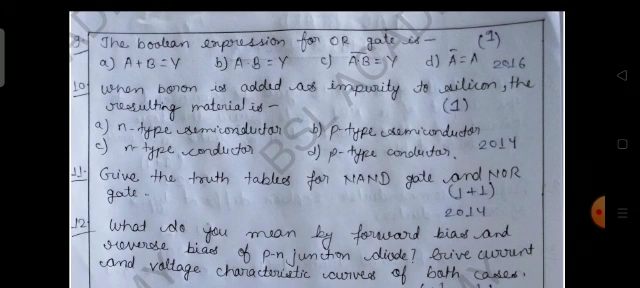 9. The boolean expression for OR gate is – (1)
a) A + B = Y b) A·B = Y c) A̅B̅ = Y d) A̅ = A 2016
10. When boron is added as impurity to silicon, the
resulting material is – (1)
a) n-type semiconductor b) p-type semiconductor
c) n-type conductor d) p-type conductor. 2014
11. Give the truth tables for NAND gate and NOR
gate - (1+1)
2014
12. What do you mean by forward bias and
reverse bias of p-n junction diode? Give current
and voltage characteristic curves of both cases.